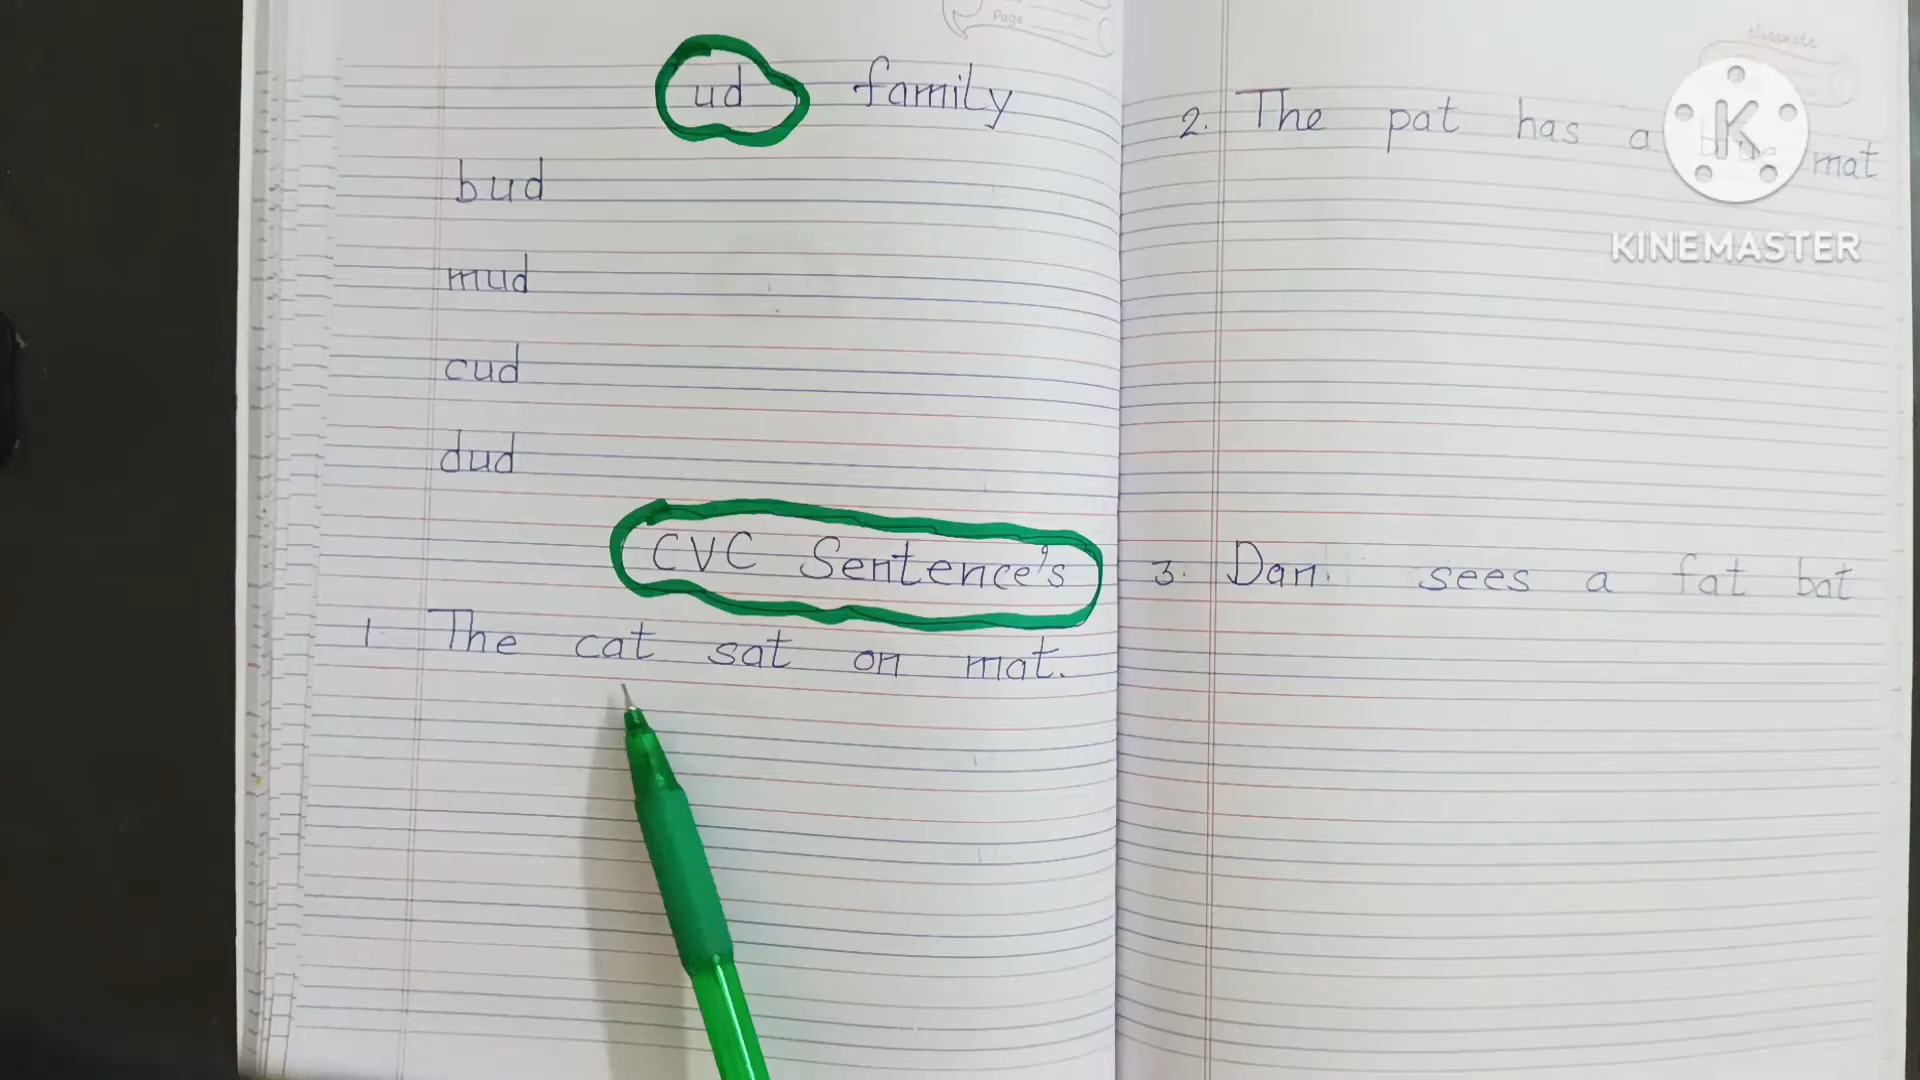 Page
ud family
bud
mud
cud
dud
CVC Sentence's
1. The cat sat on mat.
classmate
2. The pat has a mat
K
KINEMASTER
3. Dan. sees a fat bat